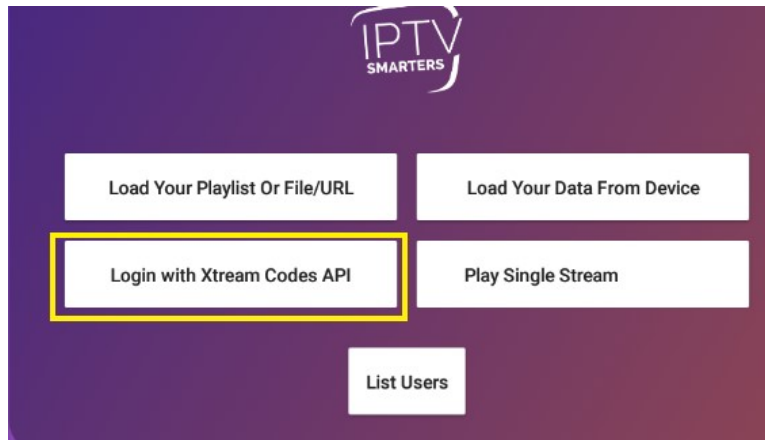 IPTV
SMARTERS
Load Your Playlist Or File/URL
Load Your Data From Device
Login with Xtream Codes API
Play Single Stream
List Users